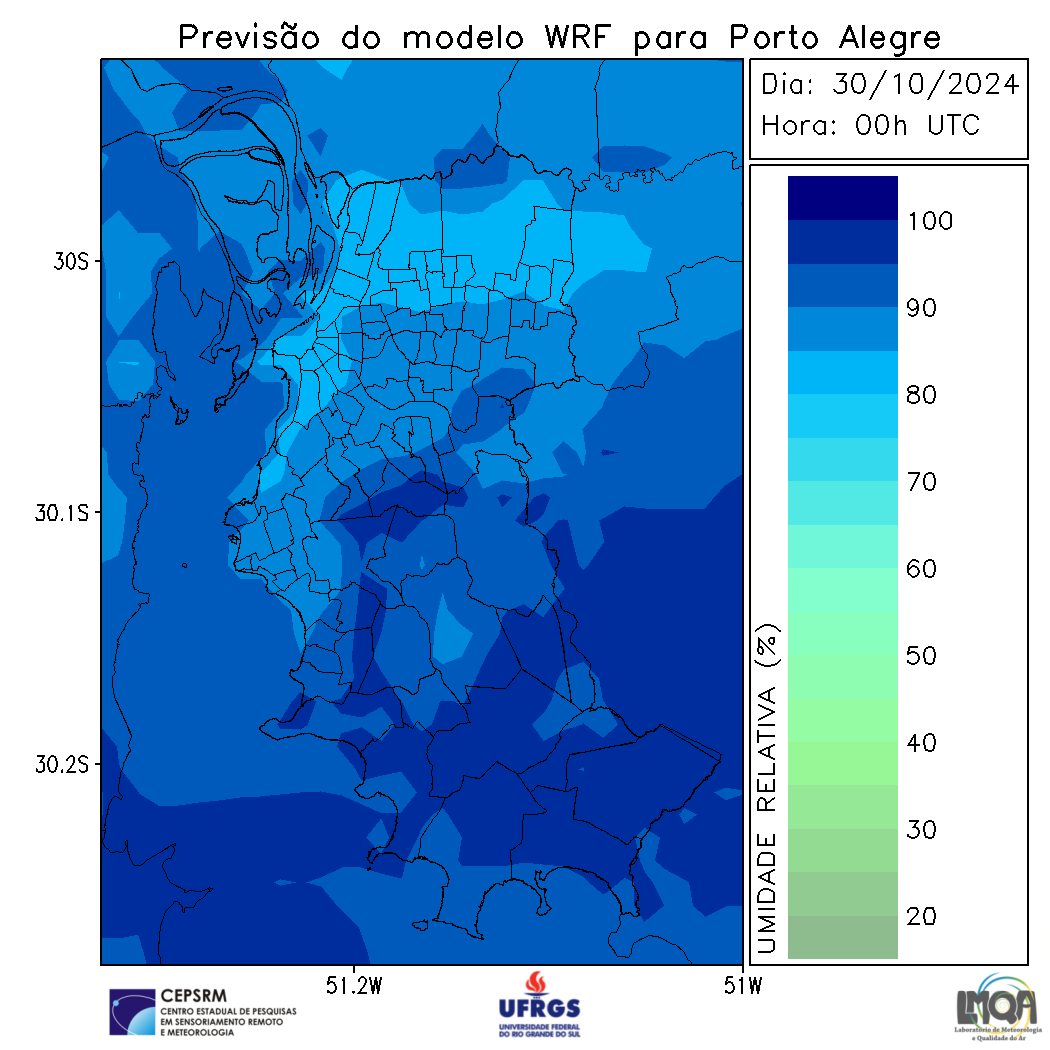 Previsão do modelo WRF para Porto Alegre
Dia: 30/10/2024
Hora: 00h UTC
30S
30.1S
30.2S
51.2W
51W
UMIDADE RELATIVA (%)
100
90
80
70
60
50
40
30
20
CEPSRM
CENTRO ESTADUAL DE PESQUISAS
EM SENSORIAMENTO REMOTO
E METEOROLOGIA
UFRGS
UNIVERSIDADE FEDERAL
DO RIO GRANDE DO SUL
LMQA
Laboratório de Meteorologia
e Qualidade do Ar